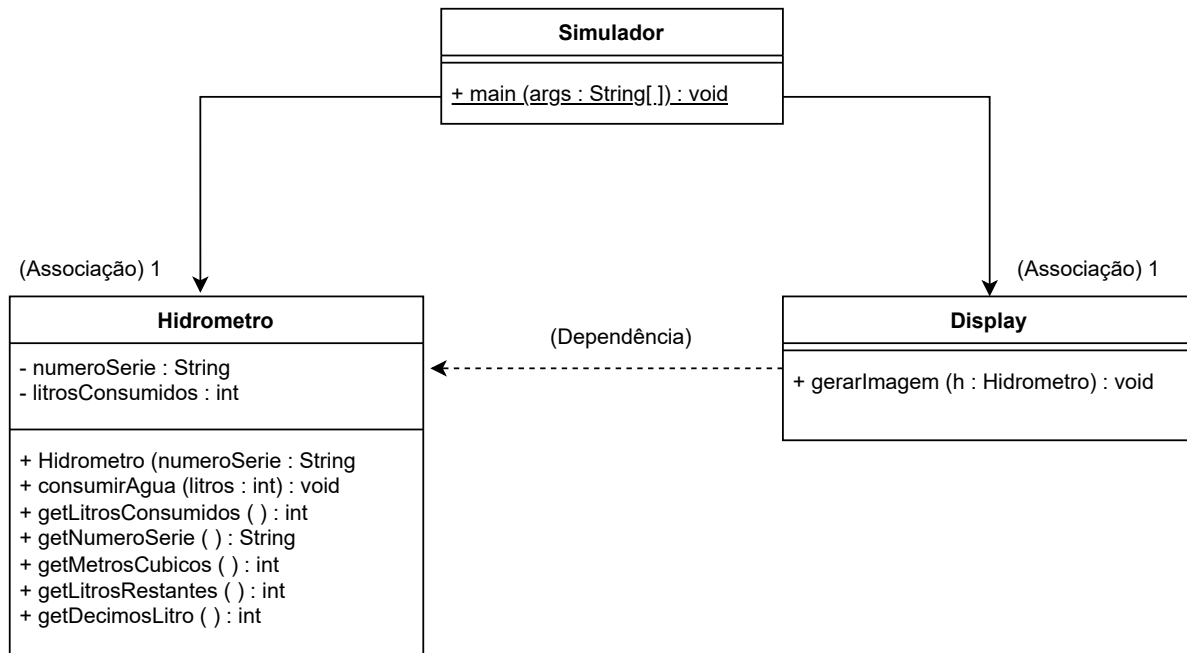 Simulador
+ main (args : String[ ]) : void
(Associação) 1
(Associação) 1
Hidrometro
- numeroSerie : String
- litrosConsumidos : int
+ Hidrometro (numeroSerie : String
+ consumirAgua (litros : int) : void
+ getLitrosConsumidos ( ) : int
+ getNumeroSerie ( ) : String
+ getMetrosCubicos ( ) : int
+ getLitrosRestantes ( ) : int
+ getDecimosLitro ( ) : int
(Dependência)
Display
+ gerarImagem (h : Hidrometro) : void